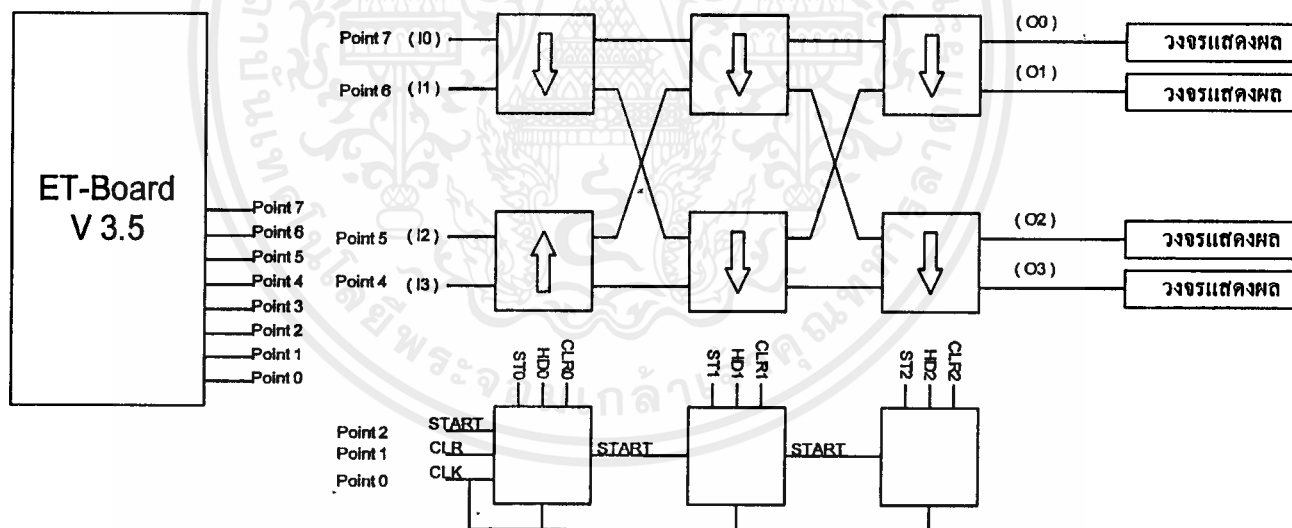 ET-Board
V 3.5
Point 7
Point 6
Point 5
Point 4
Point 3
Point 2
Point 1
Point 0
Point 7 ( I0 )
Point 6 ( I1 )
Point 5 ( I2 )
Point 4 ( I3 )
( O0 )
( O1 )
( O2 )
( O3 )
วงจรแสดงผล
วงจรแสดงผล
วงจรแสดงผล
วงจรแสดงผล
ST0 HD0 CLR0
ST1 HD1 CLR1
ST2 HD2 CLR2
Point 2 START
Point 1 CLR
Point 0 CLK
START
START